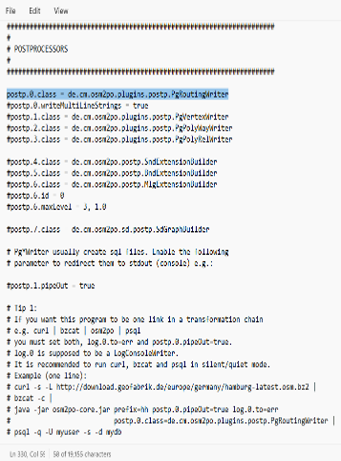 File Edit View
################################################################
#
# POSTPROCESSORS
#
################################################################
postp.0.class = de.cm.osm2po.plugins.postp.PgRoutingWriter
#postp.0.writeMultiLineStrings = true
#postp.1.class = de.cm.osm2po.plugins.postp.PgVertexWriter
#postp.2.class = de.cm.osm2po.plugins.postp.PgPolyWayWriter
#postp.3.class = de.cm.osm2po.plugins.postp.PgPolyRelWriter
#postp.4.class = de.cm.osm2po.postp.SndExtensionBuilder
#postp.5.class = de.cm.osm2po.postp.DndExtensionBuilder
#postp.6.class = de.cm.osm2po.postp.MlgExtensionBuilder
#postp.6.id = 0
#postp.6.maxLevel = 3, 1.0
#postp.7.class = de.cm.osm2po.sd.postp.SdGraphBuilder
# Pg*Writer usually create sql files. Enable the following
# parameter to redirect them to stdout (console) e.g.:
#postp.1.pipeOut = true
# Tip 1:
# If you want this program to be one link in a transformation chain
# e.g. curl | bzcat | osm2po | psql
# you must set both, log.0.to=err and postp.0.pipeOut=true.
# log.0 is supposed to be a LogConsoleWriter.
# It is recommended to run curl, bzcat and psql in silent/quiet mode.
# Example (one line):
# curl -s -L http://download.geofabrik.de/europe/germany/hamburg-latest.osm.bz2 |
# bzcat -c |
# java -jar osm2po-core.jar prefix=hh postp.0.pipeOut=true log.0.to=err
# postp.0.class=de.cm.osm2po.plugins.postp.PgRoutingWriter |
# psql -q -U myuser -s -d mydb
58 of 19,155 characters